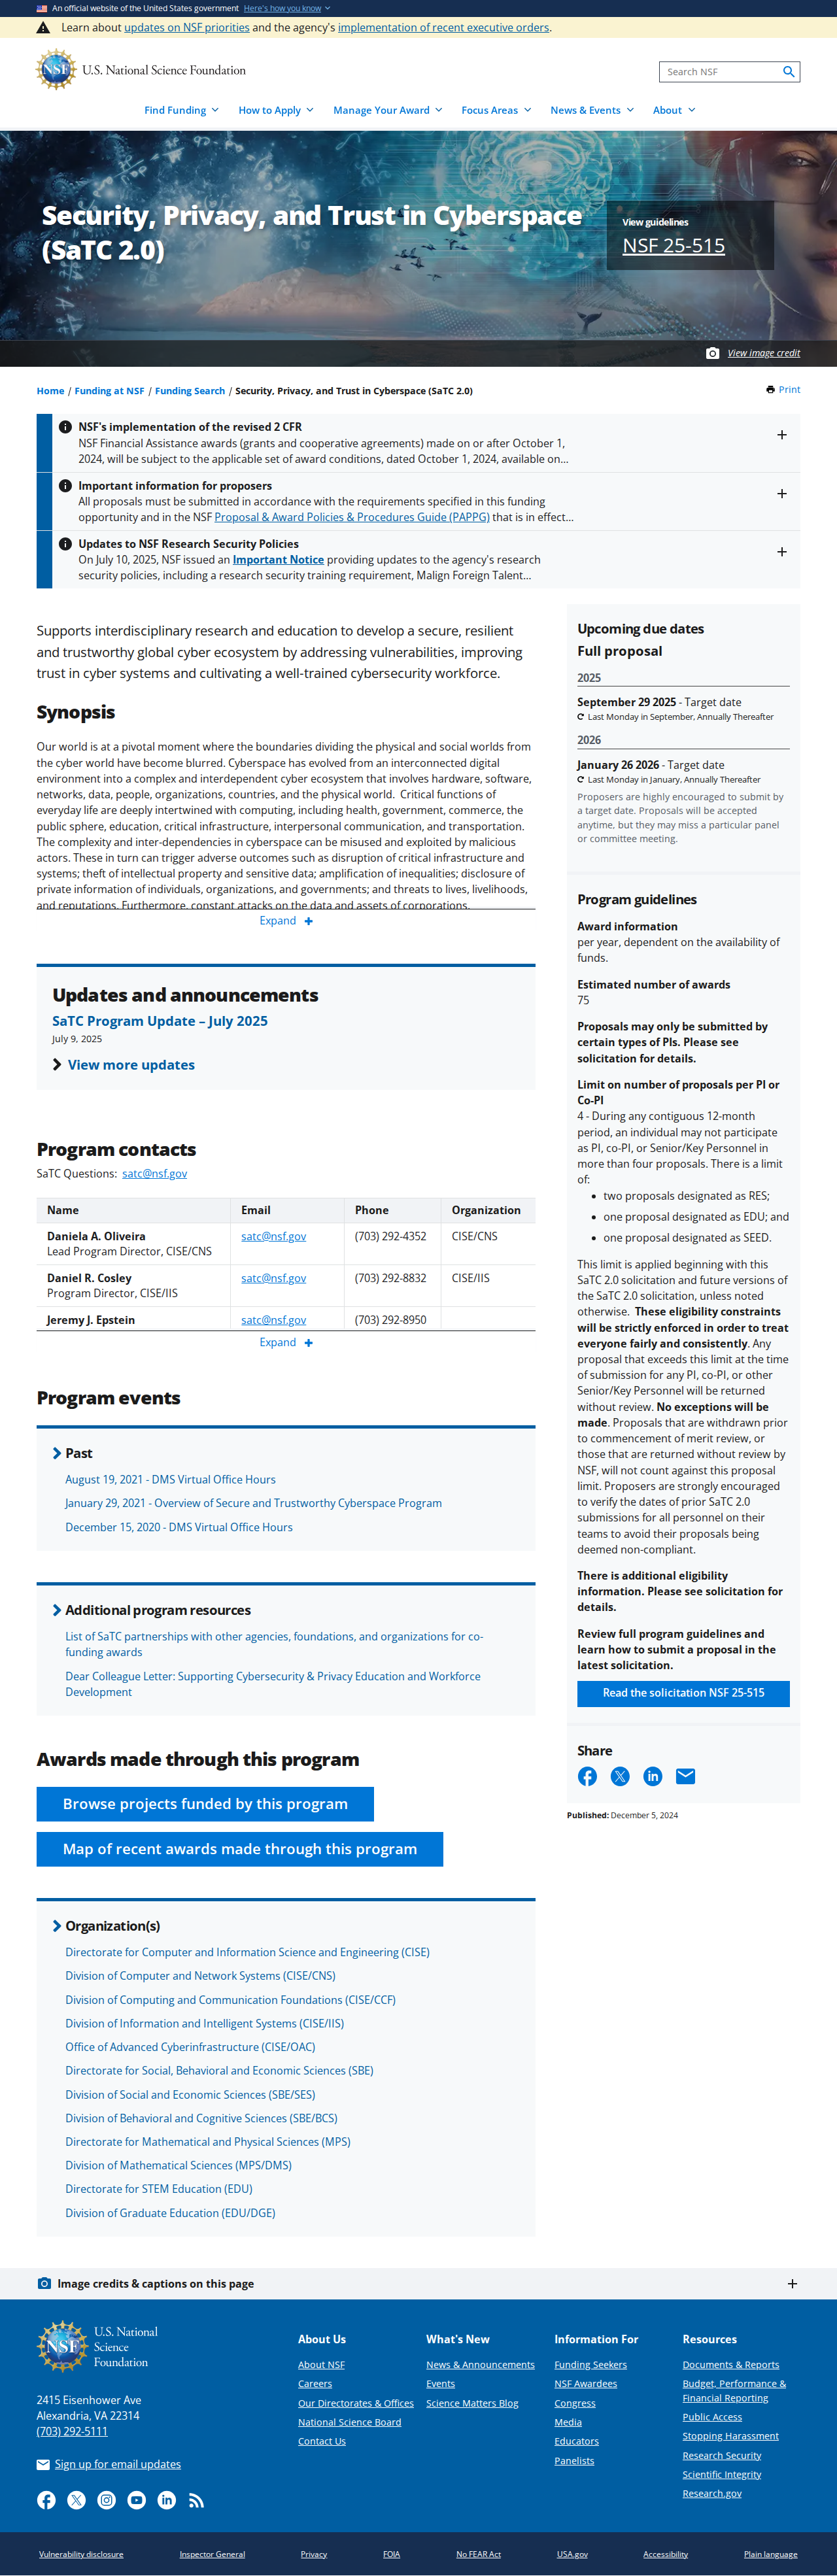 An official website of the United States government Here's how you know
Learn about updates on NSF priorities and the agency's implementation of recent executive orders.
NSF U.S. National Science Foundation
Search NSF
Find Funding How to Apply Manage Your Award Focus Areas News & Events About
Security, Privacy, and Trust in Cyberspace
(SaTC 2.0)
View guidelines
NSF 25-515
View image credit
Home / Funding at NSF / Funding Search / Security, Privacy, and Trust in Cyberspace (SaTC 2.0)
Print
NSF's implementation of the revised 2 CFR
NSF Financial Assistance awards (grants and cooperative agreements) made on or after October 1,
2024, will be subject to the applicable set of award conditions, dated October 1, 2024, available on...
Important information for proposers
All proposals must be submitted in accordance with the requirements specified in this funding
opportunity and in the NSF Proposal & Award Policies & Procedures Guide (PAPPG) that is in effect...
Updates to NSF Research Security Policies
On July 10, 2025, NSF issued an Important Notice providing updates to the agency's research
security policies, including a research security training requirement, Malign Foreign Talent...
Supports interdisciplinary research and education to develop a secure, resilient
and trustworthy global cyber ecosystem by addressing vulnerabilities, improving
trust in cyber systems and cultivating a well-trained cybersecurity workforce.
Synopsis
Our world is at a pivotal moment where the boundaries dividing the physical and social worlds from
the cyber world have become blurred. Cyberspace has evolved from an interconnected digital
environment into a complex and interdependent cyber ecosystem that involves hardware, software,
networks, data, people, organizations, countries, and the physical world. Critical functions of
everyday life are deeply intertwined with computing, including health, government, commerce, the
public sphere, education, critical infrastructure, interpersonal communication, and transportation.
The complexity and inter-dependencies in cyberspace can be misused and exploited by malicious
actors. These in turn can trigger adverse outcomes such as disruption of critical infrastructure and
systems; theft of intellectual property and sensitive data; amplification of inequalities; disclosure of
private information of individuals, organizations, and governments; and threats to lives, livelihoods,
and reputations. Furthermore, constant attacks on the data and assets of corporations,
Expand
Updates and announcements
SaTC Program Update – July 2025
July 9, 2025
View more updates
Program contacts
SaTC Questions: satc@nsf.gov
Name Email Phone Organization
Daniela A. Oliveira satc@nsf.gov (703) 292-4352 CISE/CNS
Lead Program Director, CISE/CNS
Daniel R. Cosley satc@nsf.gov (703) 292-8832 CISE/IIS
Program Director, CISE/IIS
Jeremy J. Epstein satc@nsf.gov (703) 292-8950
Expand
Program events
Past
August 19, 2021 - DMS Virtual Office Hours
January 29, 2021 - Overview of Secure and Trustworthy Cyberspace Program
December 15, 2020 - DMS Virtual Office Hours
Additional program resources
List of SaTC partnerships with other agencies, foundations, and organizations for co-
funding awards
Dear Colleague Letter: Supporting Cybersecurity & Privacy Education and Workforce
Development
Awards made through this program
Browse projects funded by this program
Map of recent awards made through this program
Organization(s)
Directorate for Computer and Information Science and Engineering (CISE)
Division of Computer and Network Systems (CISE/CNS)
Division of Computing and Communication Foundations (CISE/CCF)
Division of Information and Intelligent Systems (CISE/IIS)
Office of Advanced Cyberinfrastructure (CISE/OAC)
Directorate for Social, Behavioral and Economic Sciences (SBE)
Division of Social and Economic Sciences (SBE/SES)
Division of Behavioral and Cognitive Sciences (SBE/BCS)
Directorate for Mathematical and Physical Sciences (MPS)
Division of Mathematical Sciences (MPS/DMS)
Directorate for STEM Education (EDU)
Division of Graduate Education (EDU/DGE)
Upcoming due dates
Full proposal
2025
September 29 2025 - Target date
Last Monday in September, Annually Thereafter
2026
January 26 2026 - Target date
Last Monday in January, Annually Thereafter
Proposers are highly encouraged to submit by
a target date. Proposals will be accepted
anytime, but they may miss a particular panel
or committee meeting.
Program guidelines
Award information
per year, dependent on the availability of
funds.
Estimated number of awards
75
Proposals may only be submitted by
certain types of PIs. Please see
solicitation for details.
Limit on number of proposals per PI or
Co-PI
4 - During any contiguous 12-month
period, an individual may not participate
as PI, co-PI, or Senior/Key Personnel in
more than four proposals. There is a limit
of:
• two proposals designated as RES;
• one proposal designated as EDU; and
• one proposal designated as SEED.
This limit is applied beginning with this
SaTC 2.0 solicitation and future versions of
the SaTC 2.0 solicitation, unless noted
otherwise. These eligibility constraints
will be strictly enforced in order to treat
everyone fairly and consistently. Any
proposal that exceeds this limit at the time
of submission for any PI, co-PI, or other
Senior/Key Personnel will be returned
without review. No exceptions will be
made. Proposals that are withdrawn prior
to commencement of merit review, or
those that are returned without review by
NSF, will not count against this proposal
limit. Proposers are strongly encouraged
to verify the dates of prior SaTC 2.0
submissions for all personnel on their
teams to avoid their proposals being
deemed non-compliant.
There is additional eligibility
information. Please see solicitation for
details.
Review full program guidelines and
learn how to submit a proposal in the
latest solicitation.
Read the solicitation NSF 25-515
Share
Published: December 5, 2024
Image credits & captions on this page
NSF
U.S. National
Science
Foundation
2415 Eisenhower Ave
Alexandria, VA 22314
(703) 292-5111
Sign up for email updates
About Us
About NSF
Careers
Our Directorates & Offices
National Science Board
Contact Us
What's New
News & Announcements
Events
Science Matters Blog
Information For
Funding Seekers
NSF Awardees
Congress
Media
Educators
Panelists
Resources
Documents & Reports
Budget, Performance &
Financial Reporting
Public Access
Stopping Harassment
Research Security
Scientific Integrity
Research.gov
Vulnerability disclosure Inspector General Privacy FOIA No FEAR Act USA.gov Accessibility Plain language